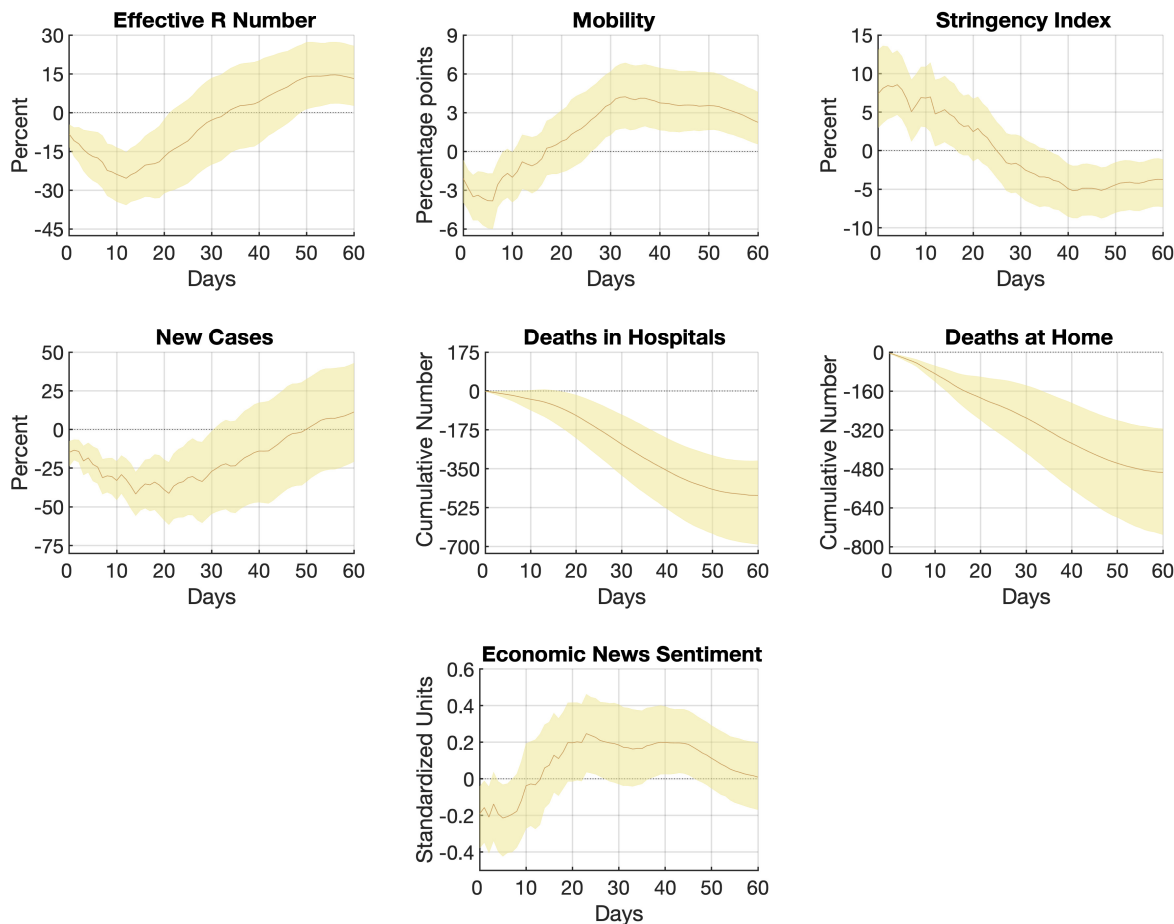 Effective R Number
30
15
0
-15
-30
-45
Percent
0 10 20 30 40 50 60
Days
Mobility
9
6
3
0
-3
-6
Percentage points
0 10 20 30 40 50 60
Days
Stringency Index
15
10
5
0
-5
-10
Percent
0 10 20 30 40 50 60
Days
New Cases
50
25
0
-25
-50
-75
Percent
0 10 20 30 40 50 60
Days
Deaths in Hospitals
175
0
-175
-350
-525
-700
Cumulative Number
0 10 20 30 40 50 60
Days
Deaths at Home
0
-160
-320
-480
-640
-800
Cumulative Number
0 10 20 30 40 50 60
Days
Economic News Sentiment
0.6
0.4
0.2
0
-0.2
-0.4
Standardized Units
0 10 20 30 40 50 60
Days